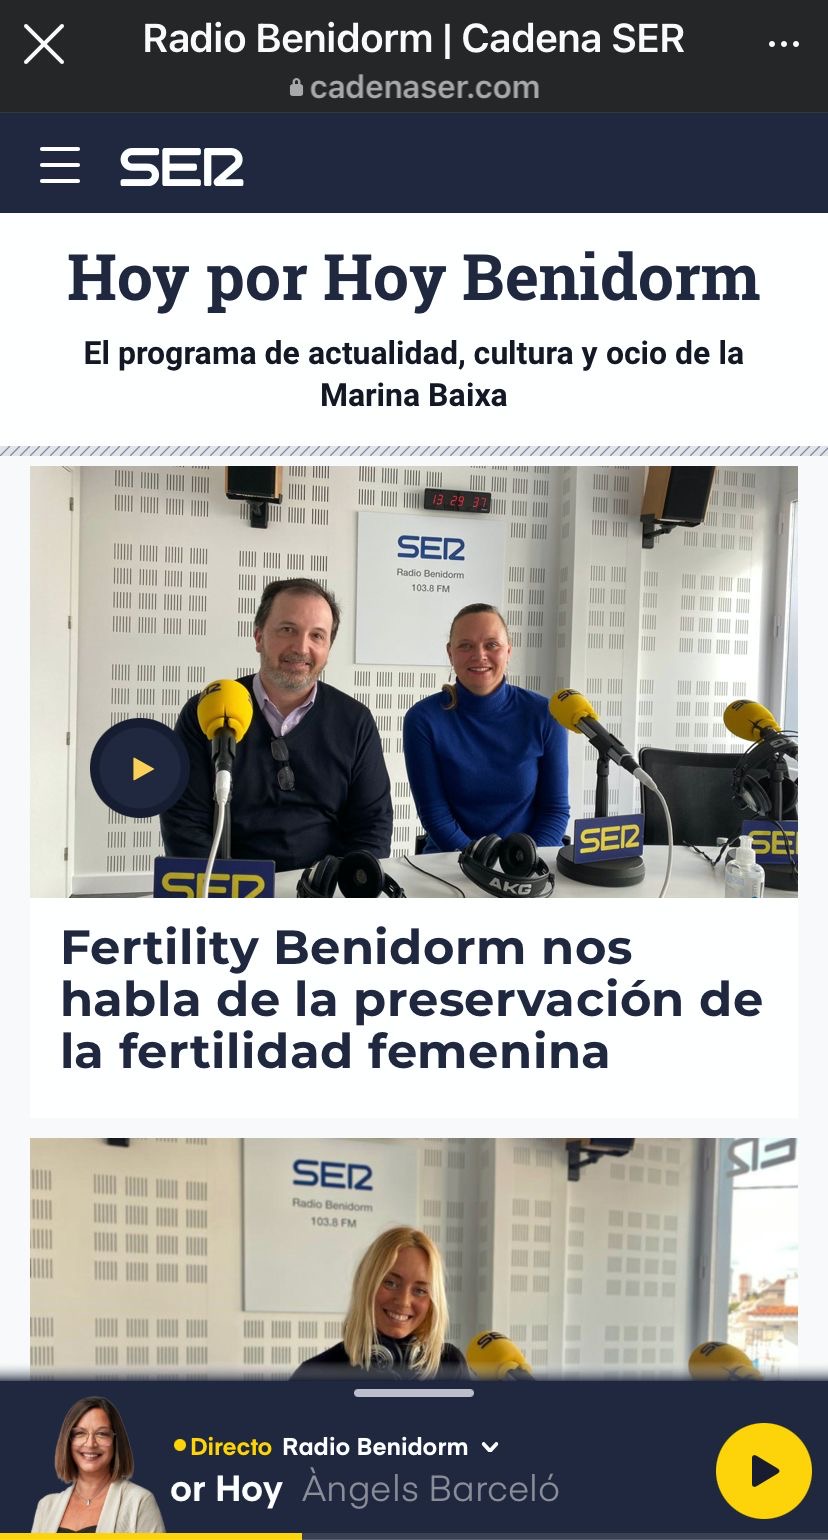 Radio Benidorm | Cadena SER
cadenaser.com
SER
Hoy por Hoy Benidorm
El programa de actualidad, cultura y ocio de la
Marina Baixa
13 29 37
SER
Radio Benidorm
103.8 FM
SER
SER
SE
AKG
Fertility Benidorm nos
habla de la preservación de
la fertilidad femenina
SER
Radio Benidorm
103.8 FM
Directo Radio Benidorm
or Hoy Àngels Barceló